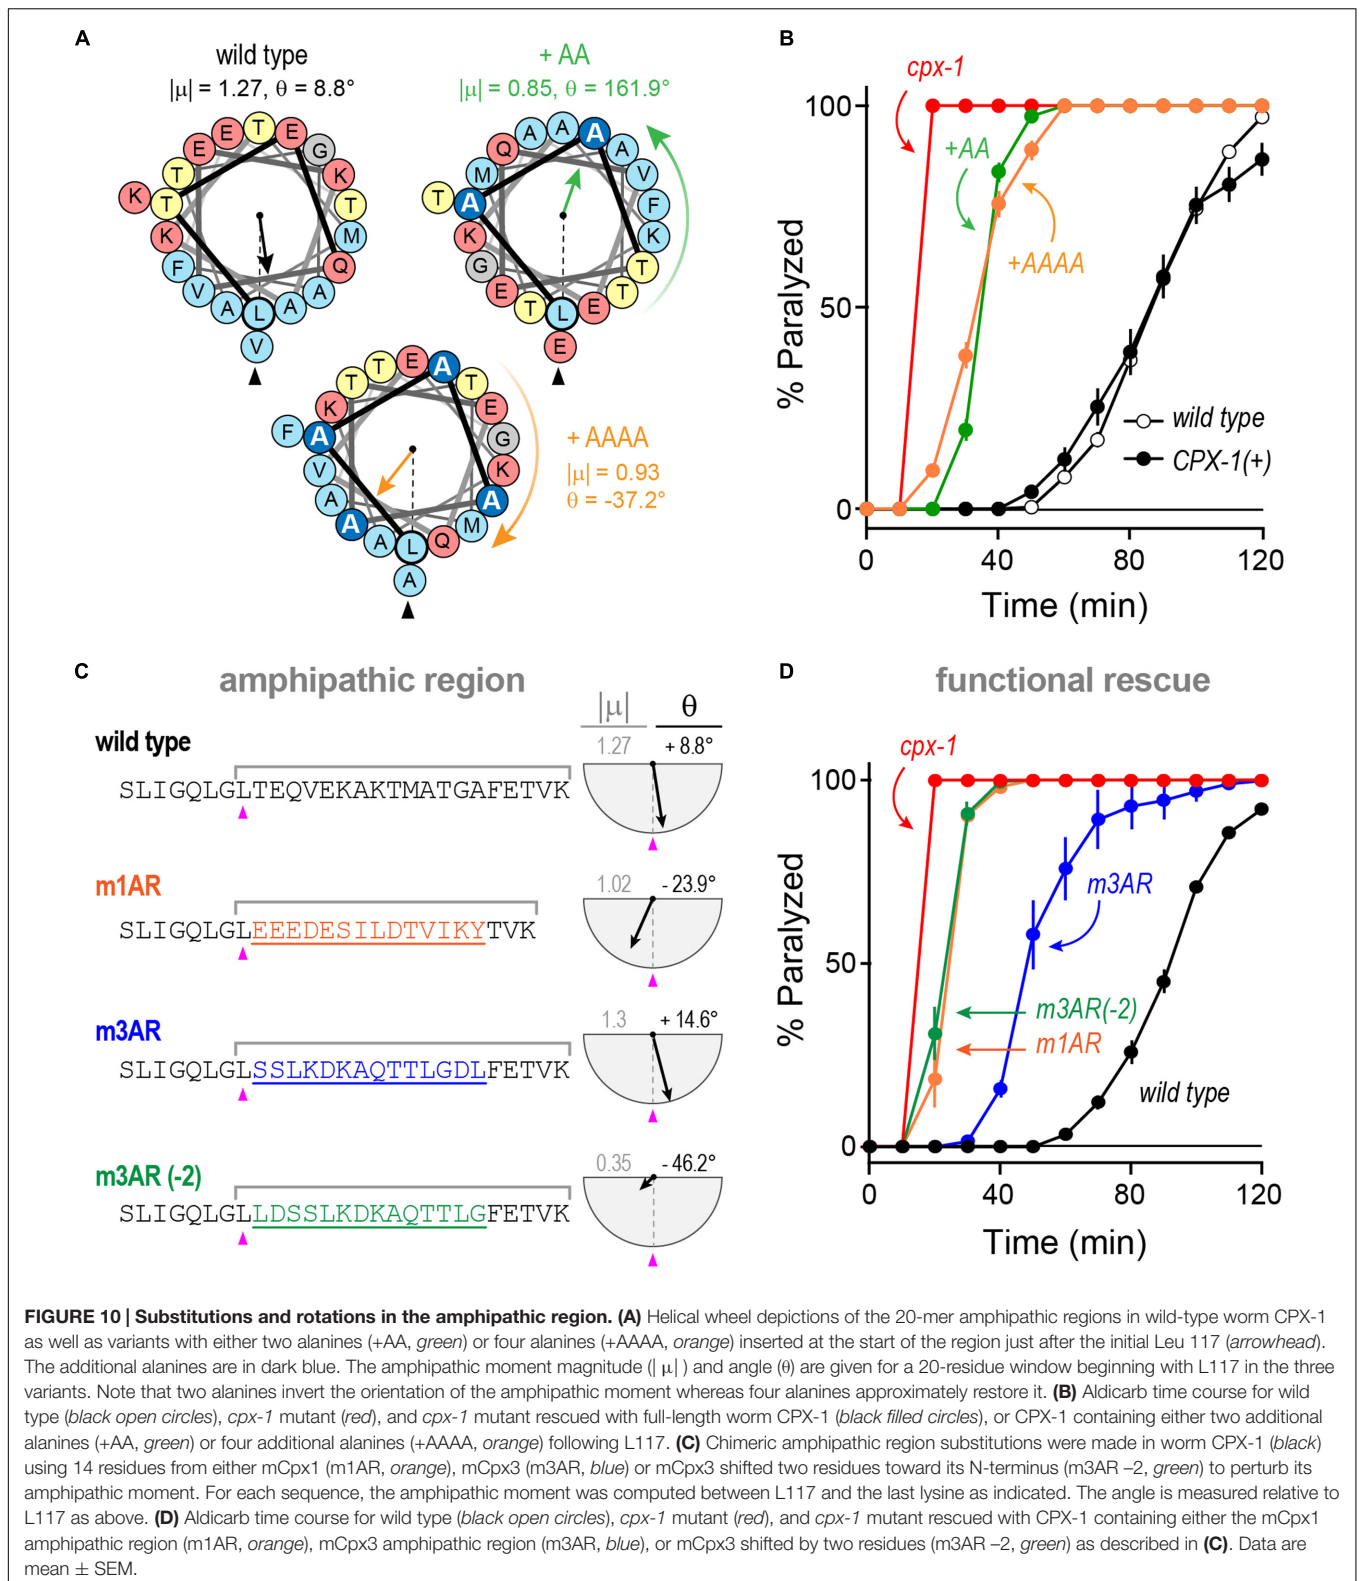 A
wild type
|μ| = 1.27, θ = 8.8°
E E T E G K T M Q A A L A V F K T T
K
V
+ AA
|μ| = 0.85, θ = 161.9°
Q A A A A V F K T T E L T E G K A M
T
E
+ AAAA
|μ| = 0.93
θ = -37.2°
T T E A T E G K A M Q L A A A V A K
F
A
B
% Paralyzed
100
50
0
0 40 80 120
Time (min)
cpx-1
+AA
+AAAA
wild type
CPX-1(+)
C
amphipathic region
|μ| θ
wild type
1.27 + 8.8°
SLIGQLGLTEQVEKAKTMATGAFETVK
m1AR
1.02 - 23.9°
SLIGQLGLEEEDESILDTVIKYTVK
m3AR
1.3 + 14.6°
SLIGQLGLSSLKDKAQTTLGDLFETVK
m3AR (-2)
0.35 - 46.2°
SLIGQLGLLDSSLKDKAQTTLGFETVK
D
functional rescue
% Paralyzed
100
50
0
0 40 80 120
Time (min)
cpx-1
m3AR
m3AR(-2)
m1AR
wild type
FIGURE 10 | Substitutions and rotations in the amphipathic region. (A) Helical wheel depictions of the 20-mer amphipathic regions in wild-type worm CPX-1
as well as variants with either two alanines (+AA, green) or four alanines (+AAAA, orange) inserted at the start of the region just after the initial Leu 117 (arrowhead).
The additional alanines are in dark blue. The amphipathic moment magnitude (| μ| ) and angle (θ) are given for a 20-residue window beginning with L117 in the three
variants. Note that two alanines invert the orientation of the amphipathic moment whereas four alanines approximately restore it. (B) Aldicarb time course for wild
type (black open circles), cpx-1 mutant (red), and cpx-1 mutant rescued with full-length worm CPX-1 (black filled circles), or CPX-1 containing either two additional
alanines (+AA, green) or four additional alanines (+AAAA, orange) following L117. (C) Chimeric amphipathic region substitutions were made in worm CPX-1 (black)
using 14 residues from either mCpx1 (m1AR, orange), mCpx3 (m3AR, blue) or mCpx3 shifted two residues toward its N-terminus (m3AR –2, green) to perturb its
amphipathic moment. For each sequence, the amphipathic moment was computed between L117 and the last lysine as indicated. The angle is measured relative to
L117 as above. (D) Aldicarb time course for wild type (black open circles), cpx-1 mutant (red), and cpx-1 mutant rescued with CPX-1 containing either the mCpx1
amphipathic region (m1AR, orange), mCpx3 amphipathic region (m3AR, blue), or mCpx3 shifted by two residues (m3AR –2, green) as described in (C). Data are
mean ± SEM.